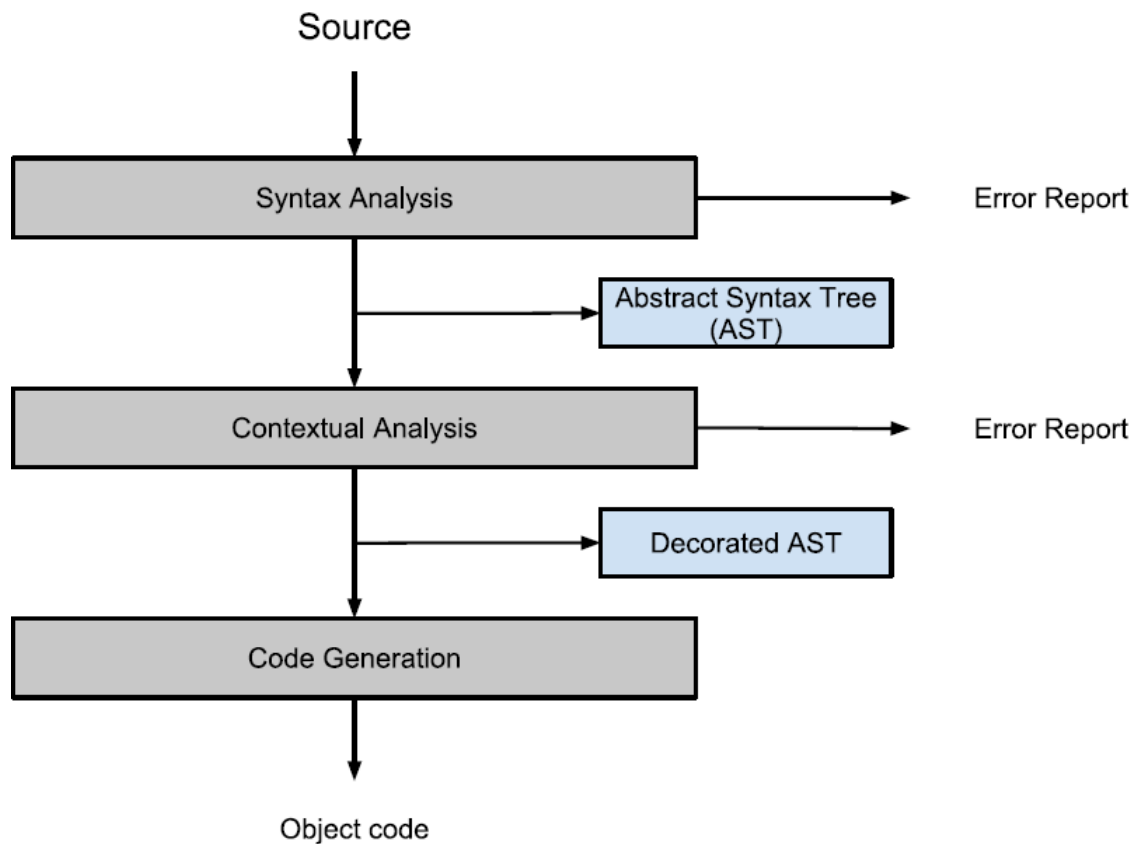 Source
Syntax Analysis
Error Report
Abstract Syntax Tree
(AST)
Contextual Analysis
Error Report
Decorated AST
Code Generation
Object code